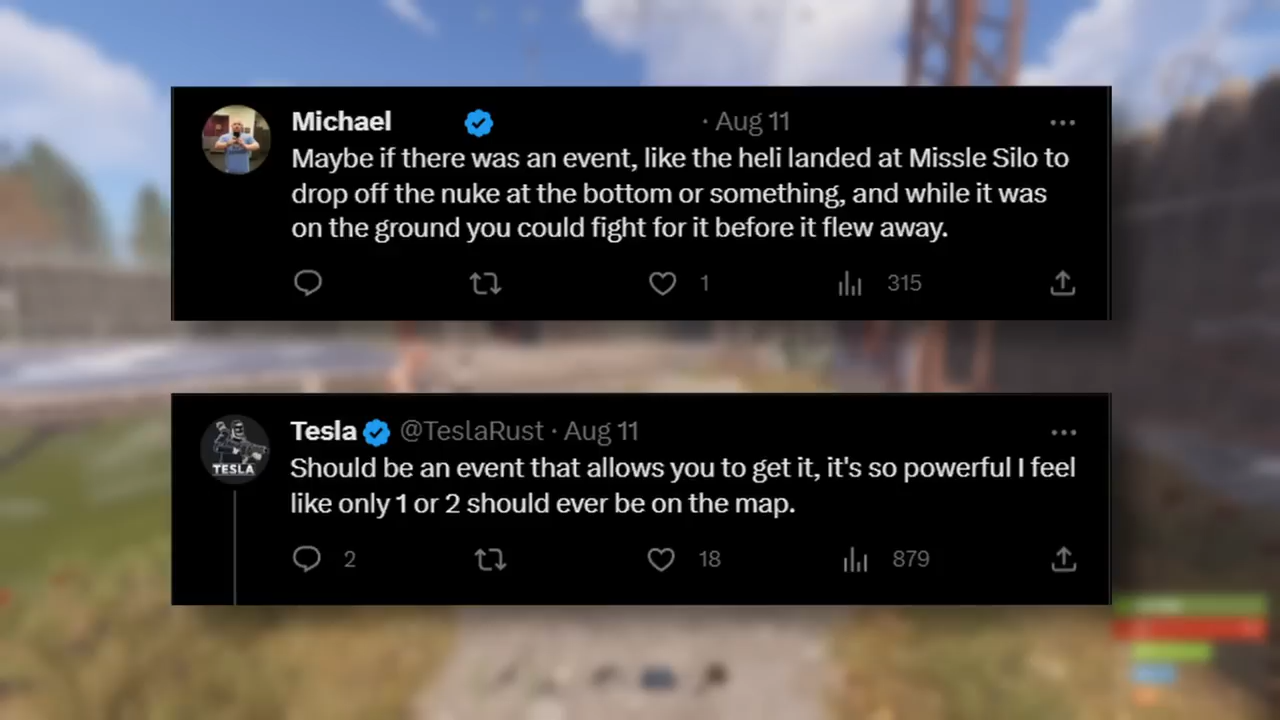 Michael · Aug 11
Maybe if there was an event, like the heli landed at Missle Silo to
drop off the nuke at the bottom or something, and while it was
on the ground you could fight for it before it flew away.
1 315
TESLA
Tesla @TeslaRust · Aug 11
Should be an event that allows you to get it, it's so powerful I feel
like only 1 or 2 should ever be on the map.
2 18 879